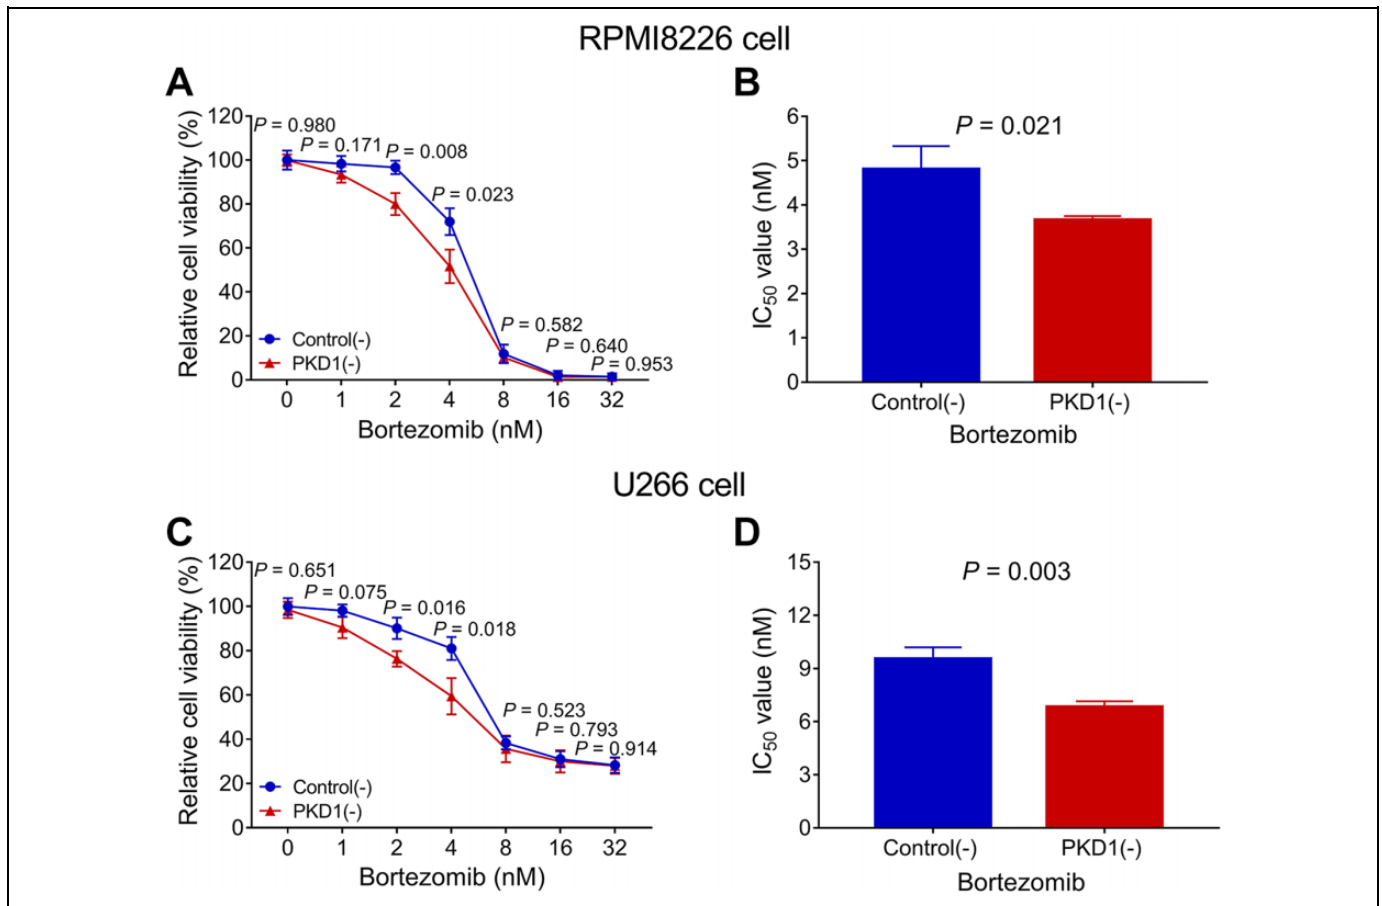 RPMI8226 cell
A
Relative cell viability (%)
120
100
80
60
40
20
0
P = 0.980
P = 0.171
P = 0.008
P = 0.023
P = 0.582
P = 0.640
P = 0.953
Control(-)
PKD1(-)
0 1 2 4 8 16 32
Bortezomib (nM)
B
IC50 value (nM)
6
5
4
3
2
1
0
P = 0.021
Control(-) PKD1(-)
Bortezomib
U266 cell
C
Relative cell viability (%)
120
100
80
60
40
20
0
P = 0.651
P = 0.075
P = 0.016
P = 0.018
P = 0.523
P = 0.793
P = 0.914
Control(-)
PKD1(-)
0 1 2 4 8 16 32
Bortezomib (nM)
D
IC50 value (nM)
15
12
9
6
3
0
P = 0.003
Control(-) PKD1(-)
Bortezomib